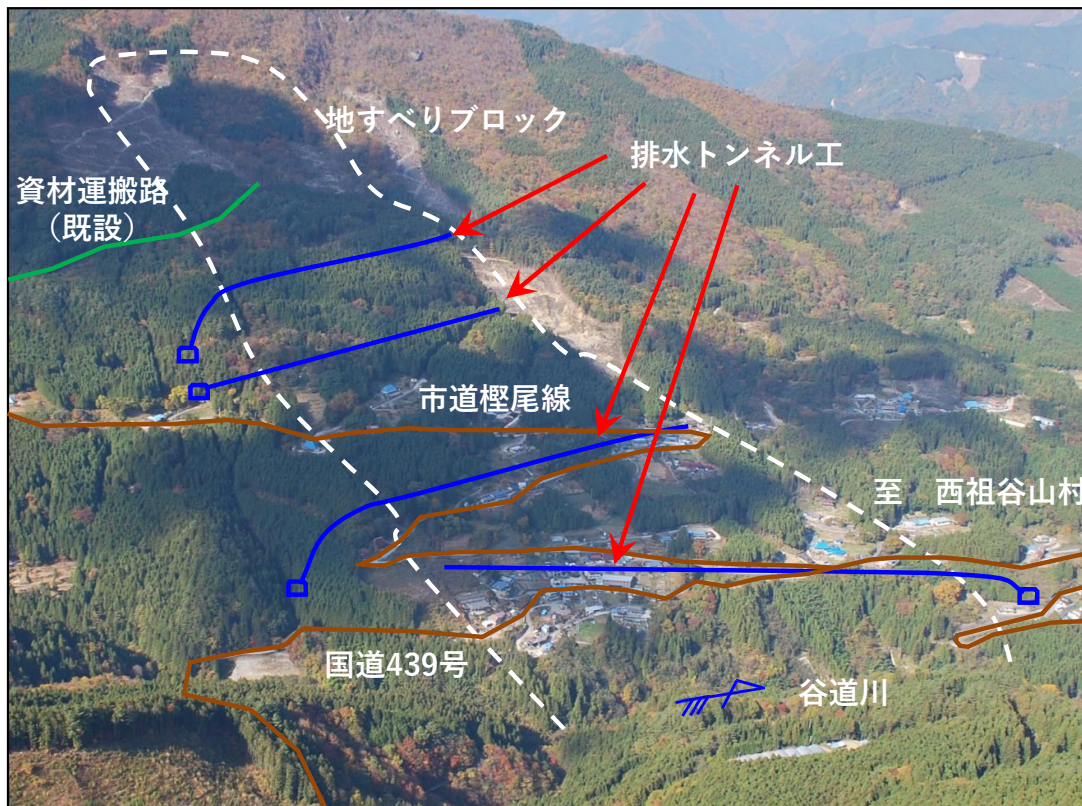 地すべりブロック
排水トンネル工
資材運搬路
（既設）
市道樫尾線
至　西祖谷山村
国道439号
谷道川